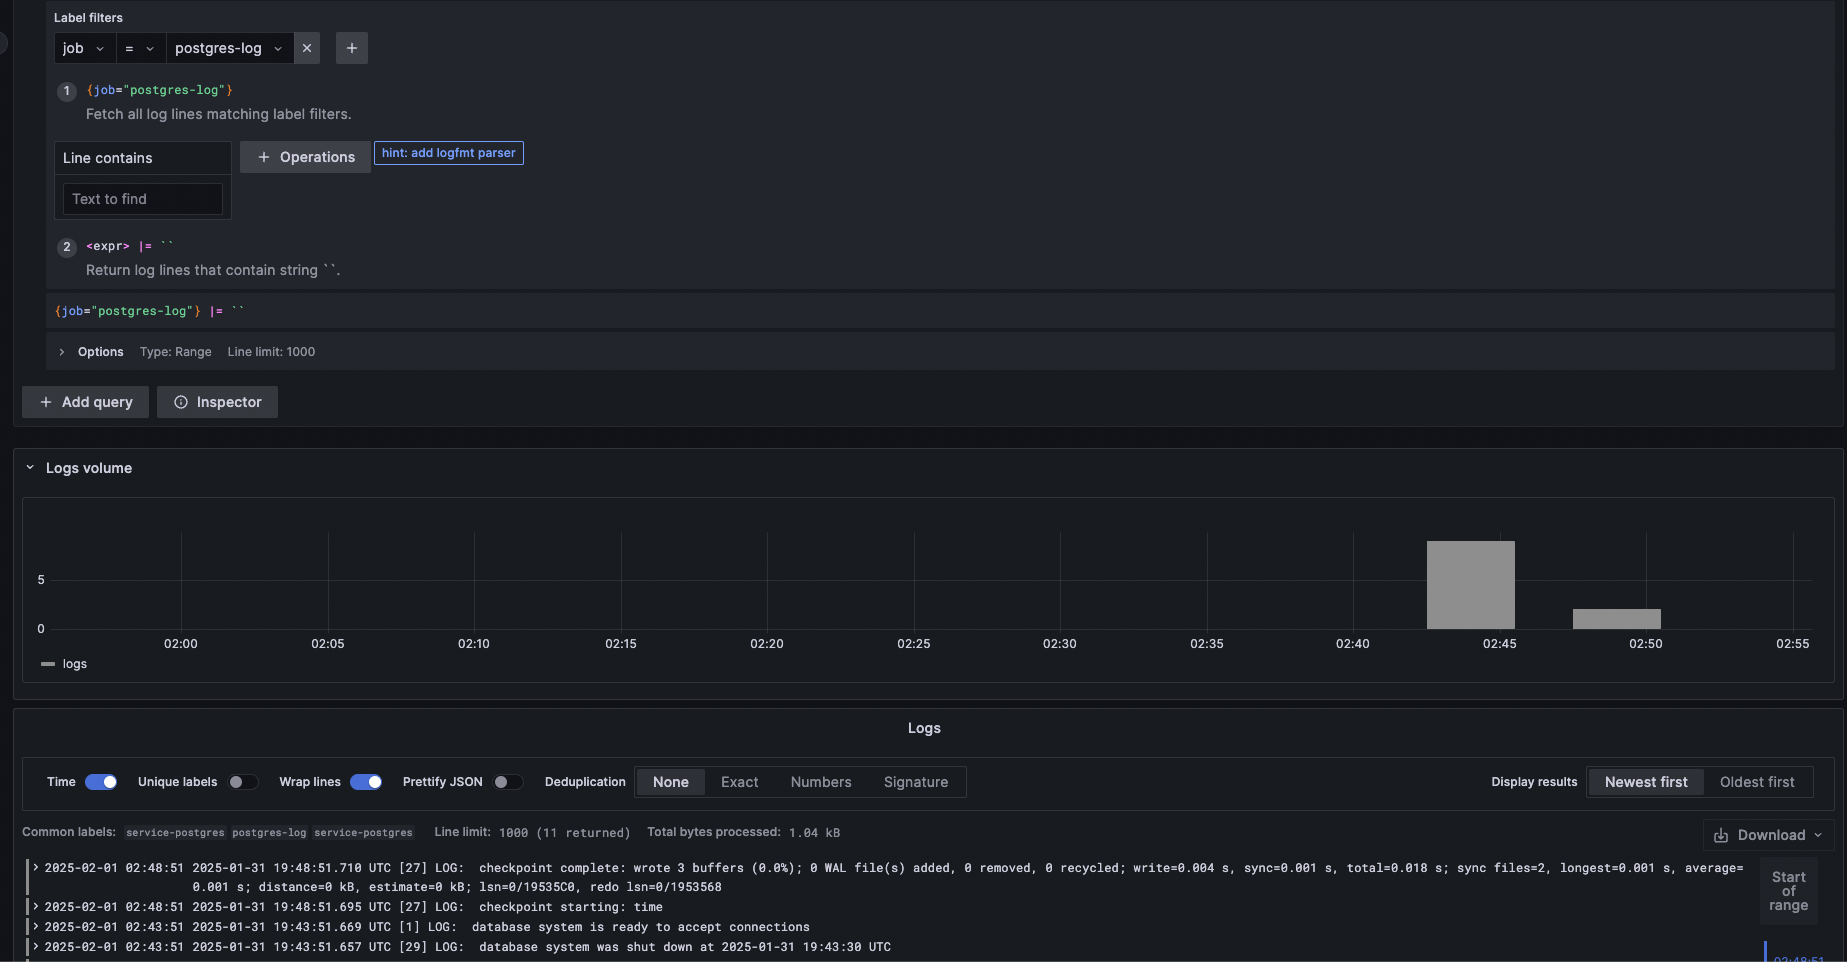 Label filters
job = postgres-log
1 {job="postgres-log"}
Fetch all log lines matching label filters.
Line contains + Operations hint: add logfmt parser
Text to find
2 <expr> |= ``
Return log lines that contain string ``.
{job="postgres-log"} |= ``
Options Type: Range Line limit: 1000
+ Add query Inspector
Logs volume
5
0
02:00 02:05 02:10 02:15 02:20 02:25 02:30 02:35 02:40 02:45 02:50 02:55
logs
Logs
Time Unique labels Wrap lines Prettify JSON Deduplication None Exact Numbers Signature Display results Newest first Oldest first
Common labels: service-postgres postgres-log service-postgres Line limit: 1000 (11 returned) Total bytes processed: 1.04 kB
Download
2025-02-01 02:48:51 2025-01-31 19:48:51.710 UTC [27] LOG: checkpoint complete: wrote 3 buffers (0.0%); 0 WAL file(s) added, 0 removed, 0 recycled; write=0.004 s, sync=0.001 s, total=0.018 s; sync files=2, longest=0.001 s, average=
0.001 s; distance=0 kB, estimate=0 kB; lsn=0/19535C0, redo lsn=0/1953568
2025-02-01 02:48:51 2025-01-31 19:48:51.695 UTC [27] LOG: checkpoint starting: time
2025-02-01 02:43:51 2025-01-31 19:43:51.669 UTC [1] LOG: database system is ready to accept connections
2025-02-01 02:43:51 2025-01-31 19:43:51.657 UTC [29] LOG: database system was shut down at 2025-01-31 19:43:30 UTC
Start
of
range
02:48:51